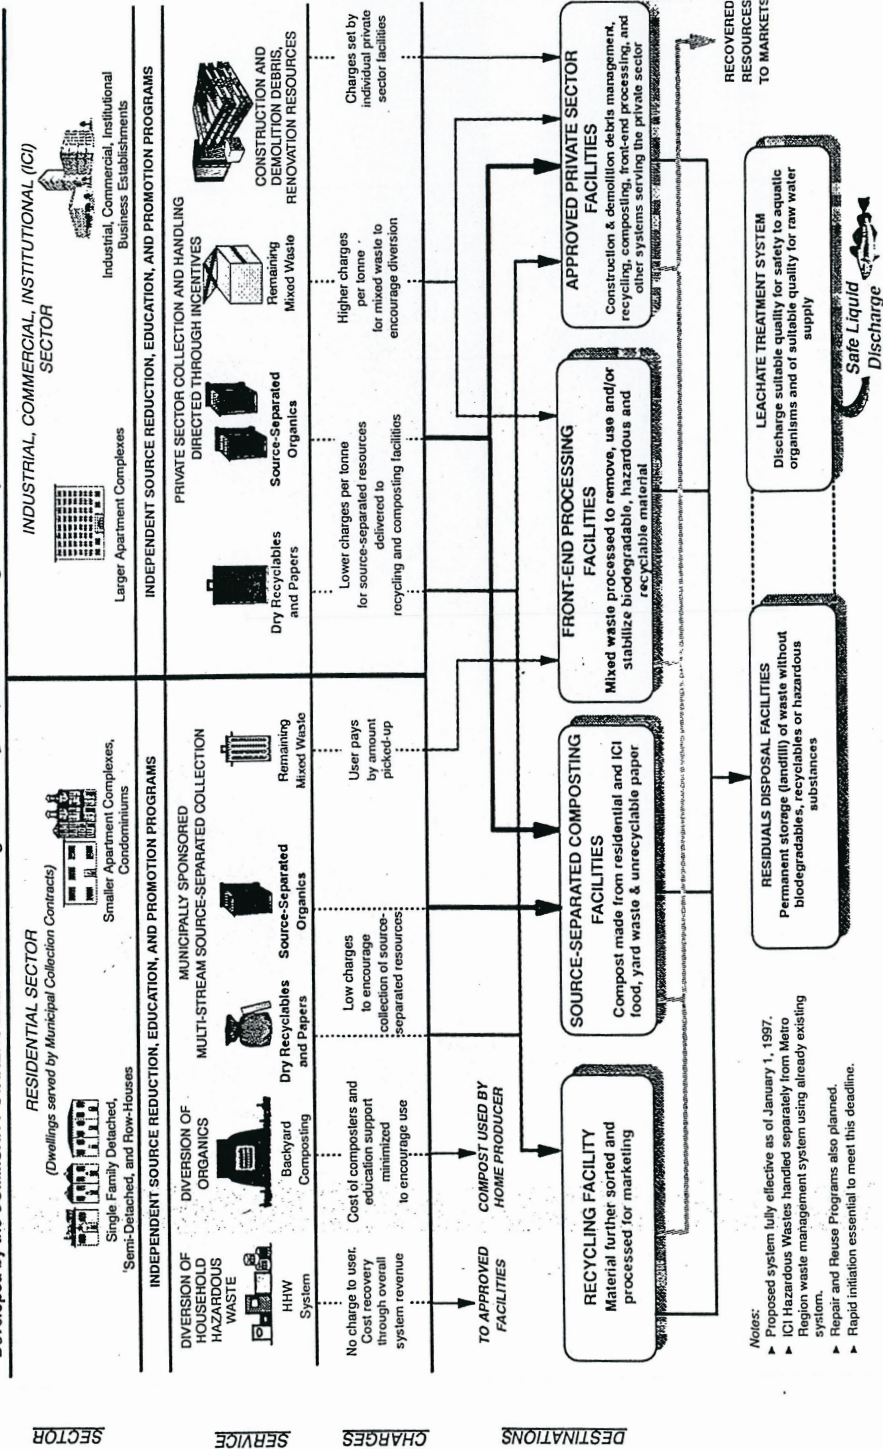 RESIDENTIAL SECTOR
(Dwellings served by Municipal Collection Contracts)
Single Family Detached,
Semi-Detached, and Row-Houses
Smaller Apartment Complexes,
Condominiums
INDUSTRIAL, COMMERCIAL, INSTITUTIONAL (ICI)
SECTOR
Larger Apartment Complexes
Industrial, Commercial, Institutional
Business Establishments
SECTOR
INDEPENDENT SOURCE REDUCTION, EDUCATION, AND PROMOTION PROGRAMS
INDEPENDENT SOURCE REDUCTION, EDUCATION, AND PROMOTION PROGRAMS
SERVICE
DIVERSION OF
HOUSEHOLD
HAZARDOUS
WASTE
HHW
System
DIVERSION OF
ORGANICS
Backyard
Composting
MUNICIPALLY SPONSORED
MULTI-STREAM SOURCE-SEPARATED COLLECTION
Dry Recyclables
and Papers
Source-Separated
Organics
Remaining
Mixed Waste
PRIVATE SECTOR COLLECTION AND HANDLING
DIRECTED THROUGH INCENTIVES
Dry Recyclables
and Papers
Source-Separated
Organics
Remaining
Mixed Waste
CONSTRUCTION AND
DEMOLITION DEBRIS,
RENOVATION RESOURCES
CHARGES
No charge to user.
Cost recovery
through overall
system revenue
Cost of composters and
education support
minimized
to encourage use
Low charges
to encourage
collection of source-
separated resources
User pays
by amount
picked-up
Lower charges per tonne
for source-separated resources
delivered to
recycling and composting facilities
Higher charges
per tonne
for mixed waste to
encourage diversion
Charges set by
individual private
sector facilities
DESTINATIONS
TO APPROVED
FACILITIES
COMPOST USED BY
HOME PRODUCER
RECYCLING FACILITY
Material further sorted and
processed for marketing
SOURCE-SEPARATED COMPOSTING
FACILITIES
Compost made from residential and ICI
food, yard waste & unrecyclable paper
FRONT-END PROCESSING
FACILITIES
Mixed waste processed to remove, use and/or
stabilize biodegradable, hazardous and
recyclable material
APPROVED PRIVATE SECTOR
FACILITIES
Construction & demolition debris management,
recycling, composting, front-end processing, and
other systems serving the private sector
RECOVERED
RESOURCES
TO MARKETS
RESIDUALS DISPOSAL FACILITIES
Permanent storage (landfill) of waste without
biodegradables, recyclables or hazardous
substances
LEACHATE TREATMENT SYSTEM
Discharge suitable quality for safety to aquatic
organisms and of suitable quality for raw water
supply
Safe Liquid
Discharge
Notes:
► Proposed system fully effective as of January 1, 1997.
► ICI Hazardous Wastes handled separately from Metro
Region waste management system using already existing
system.
► Repair and Reuse Programs also planned.
► Rapid initiation essential to meet this deadline.